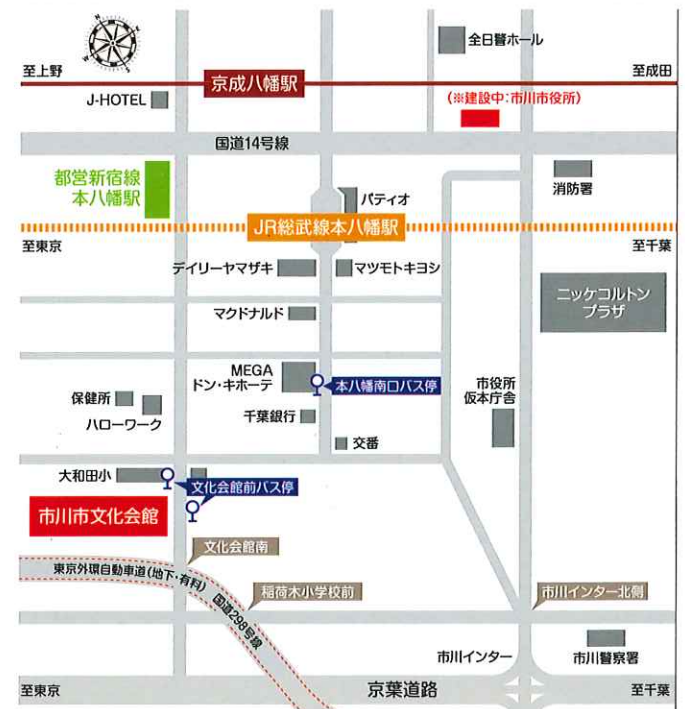 全日警ホール
至上野
京成八幡駅
至成田
J-HOTEL
(※建設中:市川市役所)
国道14号線
都営新宿線
本八幡駅
消防署
パティオ
JR総武線本八幡駅
至東京
至千葉
デイリーヤマザキ
マツモトキヨシ
ニッケコルトン
プラザ
マクドナルド
MEGA
ドン・キホーテ
本八幡南口バス停
市役所
仮本庁舎
保健所
ハローワーク
千葉銀行
交番
大和田小
文化会館前バス停
市川市文化会館
文化会館南
東京外環自動車道(地下・有料)
国道298号線
稲荷木小学校前
市川インター北側
市川インター
市川警察署
至東京
京葉道路
至千葉